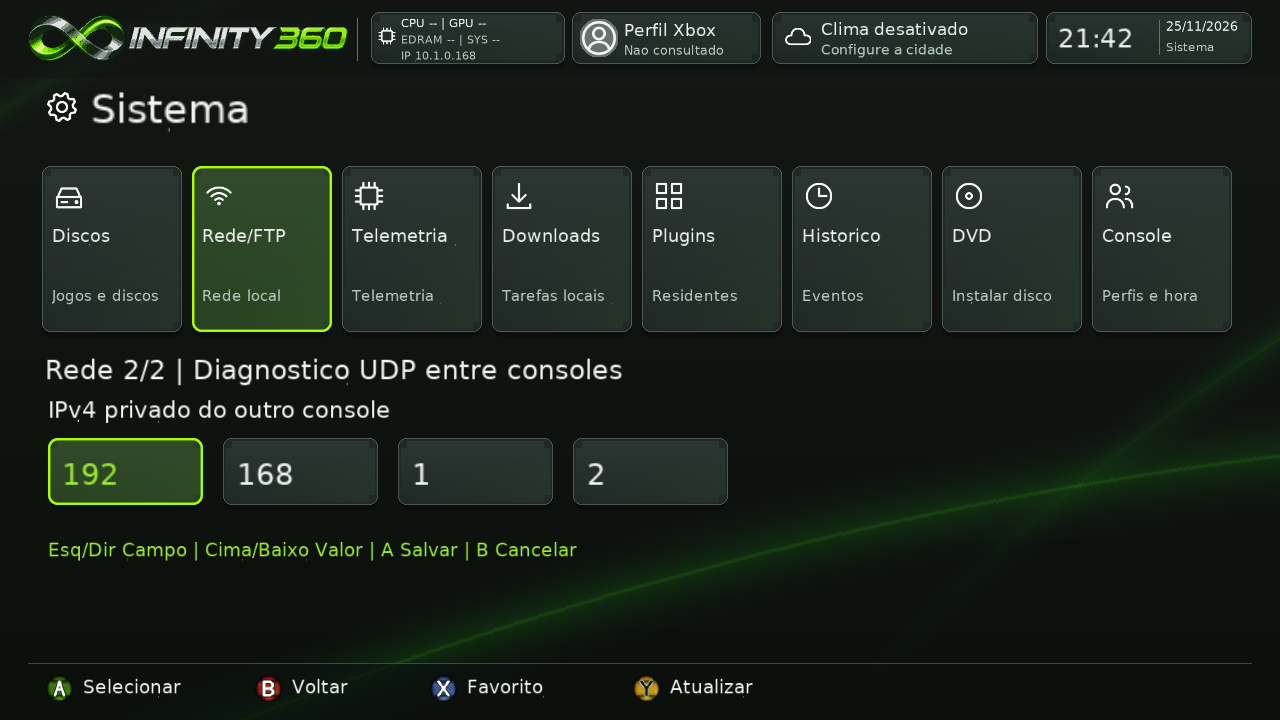 INFINITY 360
CPU -- | GPU --
EDRAM -- | SYS --
IP 10.1.0.168
Perfil Xbox
Nao consultado
Clima desativado
Configure a cidade
21:42
25/11/2026
Sistema
Sistema
Discos
Jogos e discos
Rede/FTP
Rede local
Telemetria
Telemetria
Downloads
Tarefas locais
Plugins
Residentes
Historico
Eventos
DVD
Instalar disco
Console
Perfis e hora
Rede 2/2 | Diagnostico UDP entre consoles
IPv4 privado do outro console
192 168 1 2
Esq/Dir Campo | Cima/Baixo Valor | A Salvar | B Cancelar
A Selecionar B Voltar X Favorito Y Atualizar